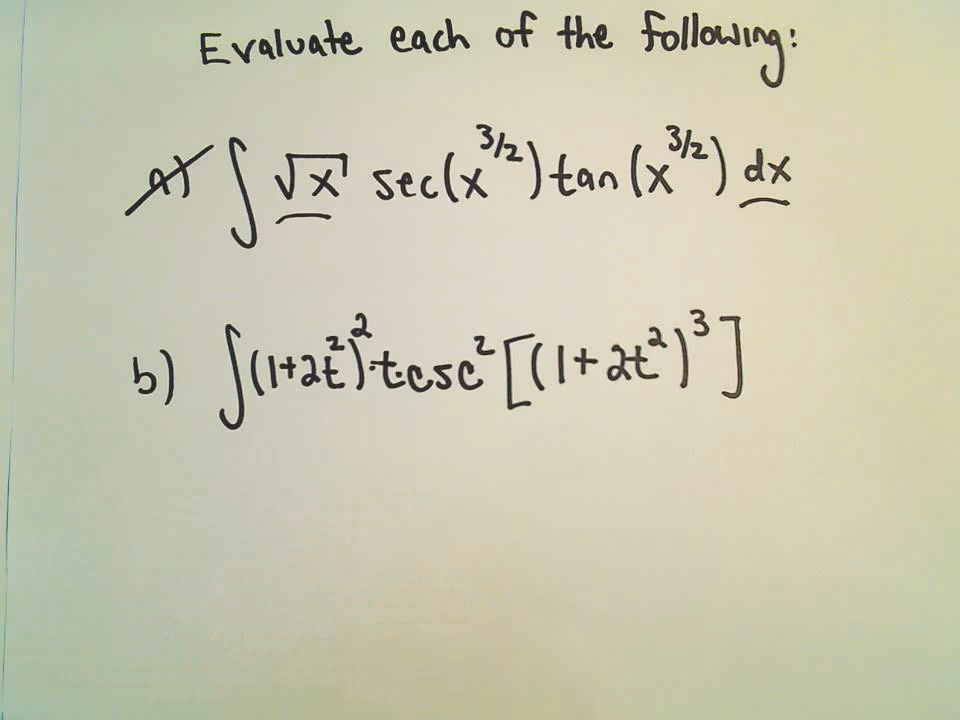 Evaluate each of the following:
a) ∫ √x sec(x^{3/2}) tan(x^{3/2}) dx
b) ∫(1+2t²)²·t·csc²[(1+2t²)³]